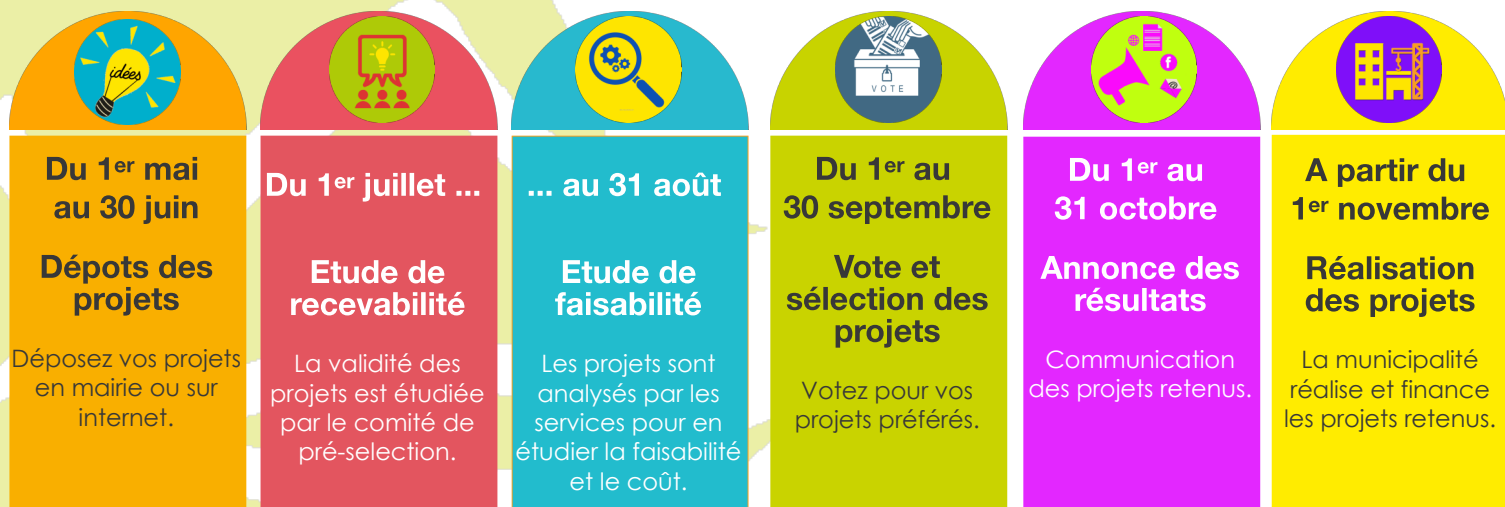 idées
Du 1er mai
au 30 juin
Dépots des
projets
Déposez vos projets
en mairie ou sur
internet.
Du 1er juillet ...
Etude de
recevabilité
La validité des
projets est étudiée
par le comité de
pré-selection.
... au 31 août
Etude de
faisabilité
Les projets sont
analysés par les
services pour en
étudier la faisabilité
et le coût.
VOTE
Du 1er au
30 septembre
Vote et
sélection des
projets
Votez pour vos
projets préférés.
f
@
Du 1er au
31 octobre
Annonce des
résultats
Communication
des projets retenus.
A partir du
1er novembre
Réalisation
des projets
La municipalité
réalise et finance
les projets retenus.